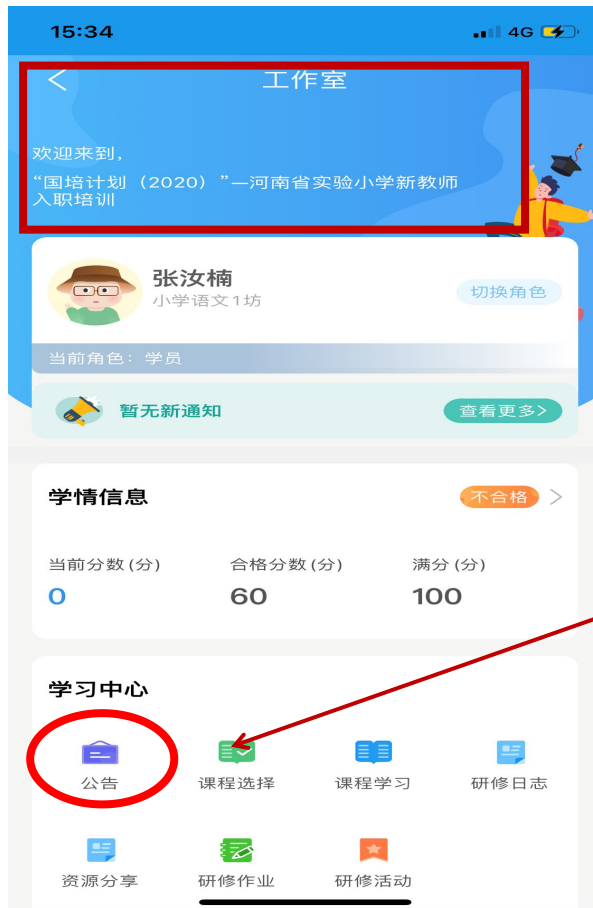 15:34
4G
工作室
欢迎来到，
“国培计划（2020）”—河南省实验小学新教师
入职培训
张汝楠
小学语文1坊
切换角色
当前角色：学员
暂无新通知
查看更多>
学情信息
不合格
当前分数(分) 合格分数(分) 满分(分)
0 60 100
学习中心
公告 课程选择 课程学习 研修日志
资源分享 研修作业 研修活动